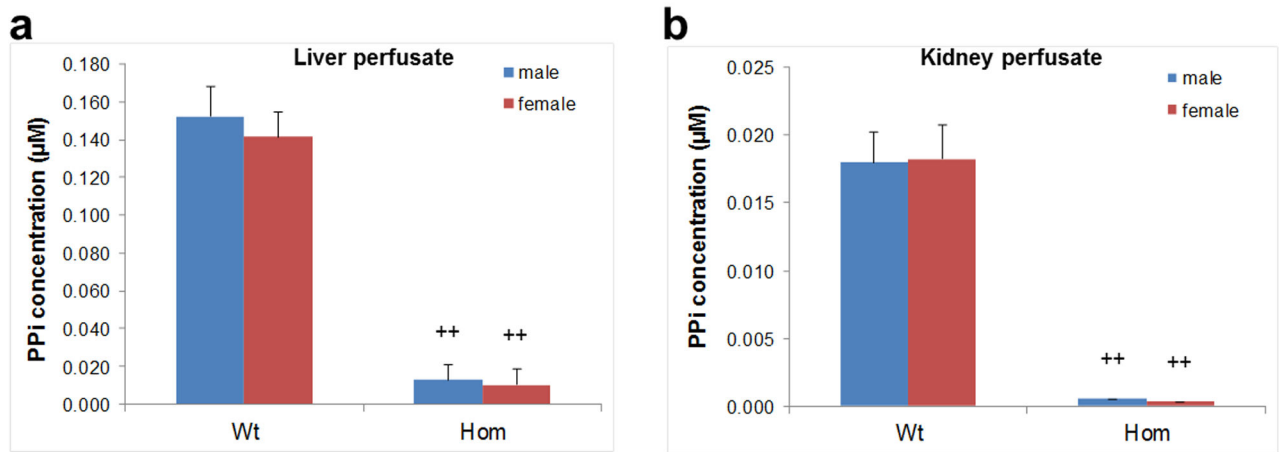 a
Liver perfusate
male
female
PPi concentration (µM)
0.180
0.160
0.140
0.120
0.100
0.080
0.060
0.040
0.020
0.000
++ ++
Wt Hom
b
Kidney perfusate
male
female
PPi concentration (µM)
0.025
0.020
0.015
0.010
0.005
0.000
++ ++
Wt Hom